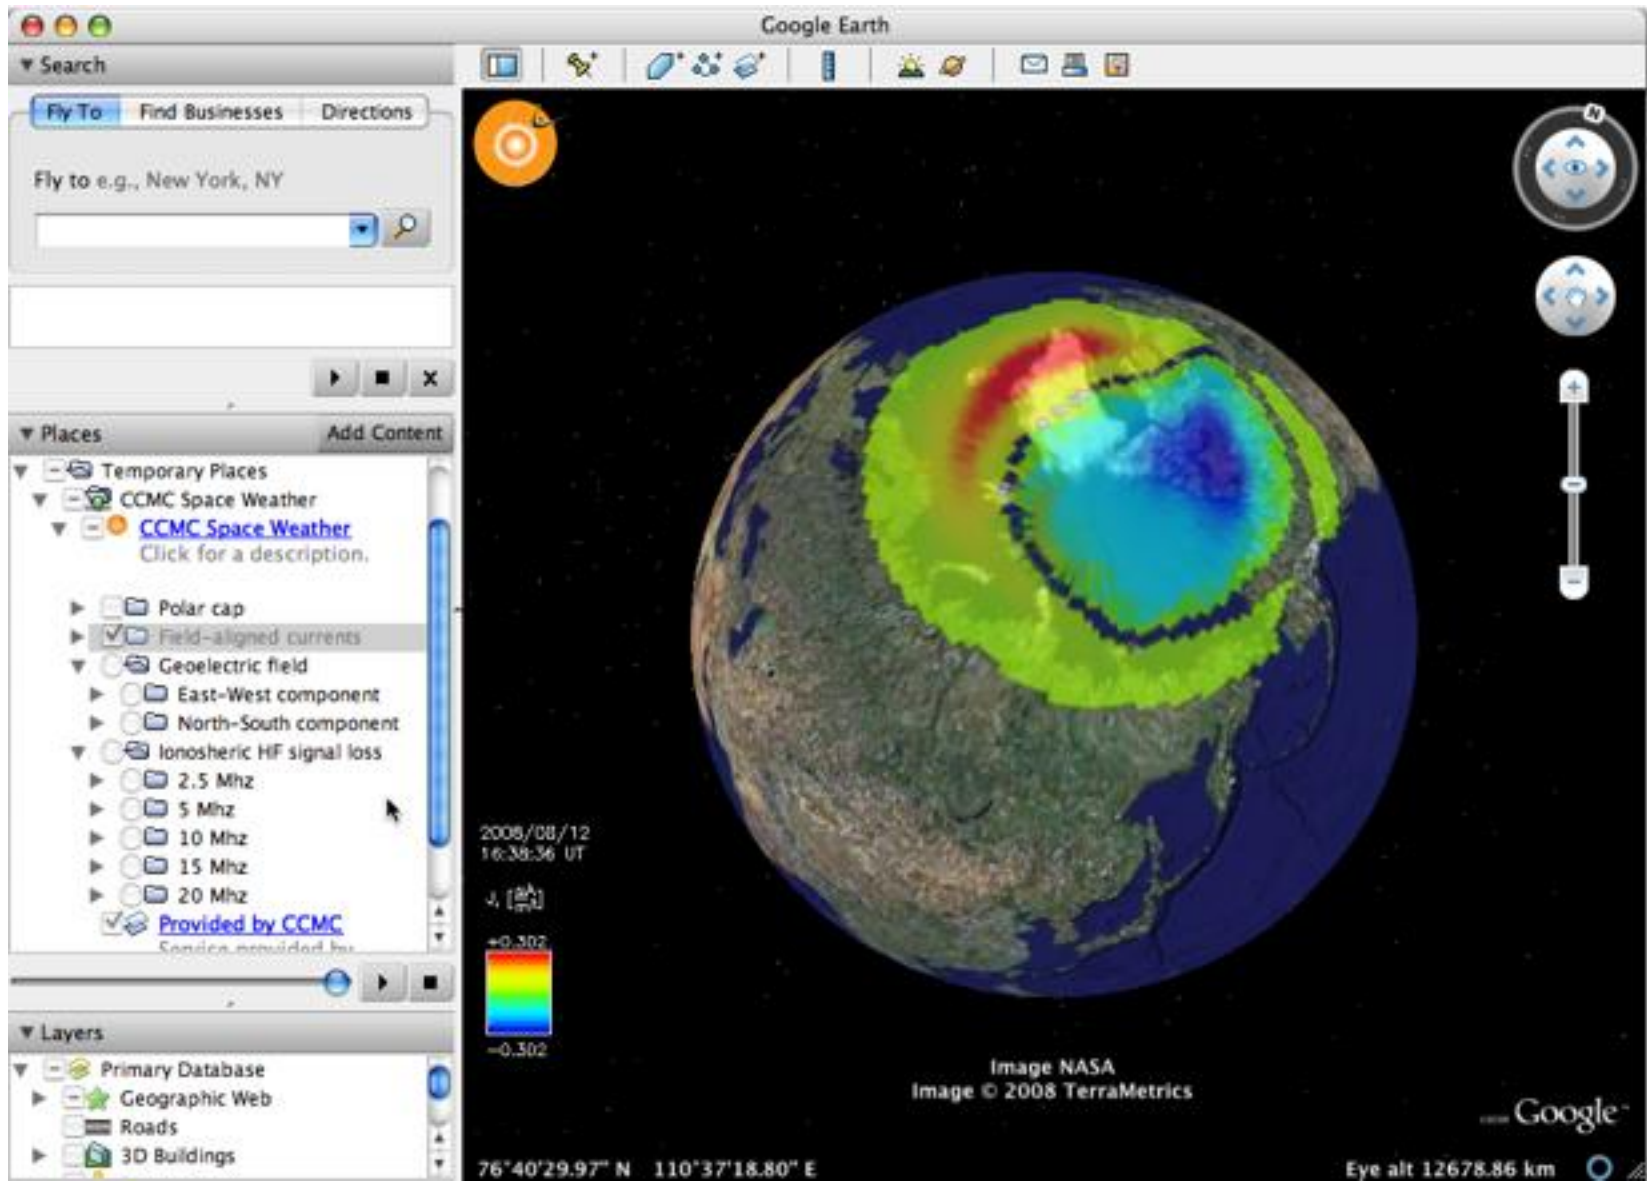 Google Earth
Search
Fly To Find Businesses Directions
Fly to e.g., New York, NY
Places Add Content
Temporary Places
CCMC Space Weather
CCMC Space Weather
Click for a description.
Polar cap
Field-aligned currents
Geoelectric field
East-West component
North-South component
Ionosheric HF signal loss
2.5 Mhz
5 Mhz
10 Mhz
15 Mhz
20 Mhz
Provided by CCMC
Service provided by
Layers
Primary Database
Geographic Web
Roads
3D Buildings
N
2008/08/12
16:38:36 UT
+0.302
-0.302
Image NASA
Image © 2008 TerraMetrics
Google
76°40'29.97" N 110°37'18.80" E
Eye alt 12678.86 km